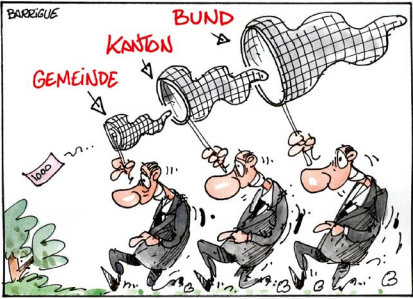 BARRIGUE
BUND
KANTON
GEMEINDE
1000